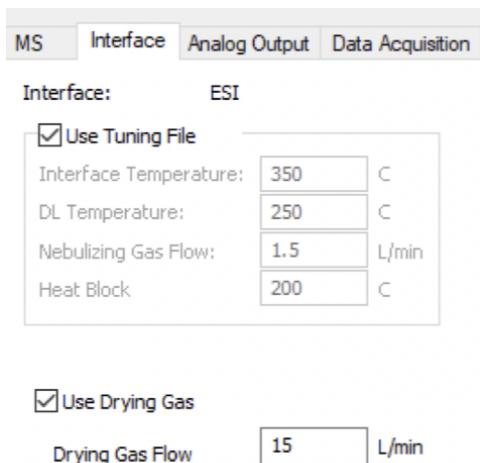 MS Interface Analog Output Data Acquisition
Interface: ESI
Use Tuning File
Interface Temperature: 350 C
DL Temperature: 250 C
Nebulizing Gas Flow: 1.5 L/min
Heat Block 200 C
Use Drying Gas
Drying Gas Flow 15 L/min